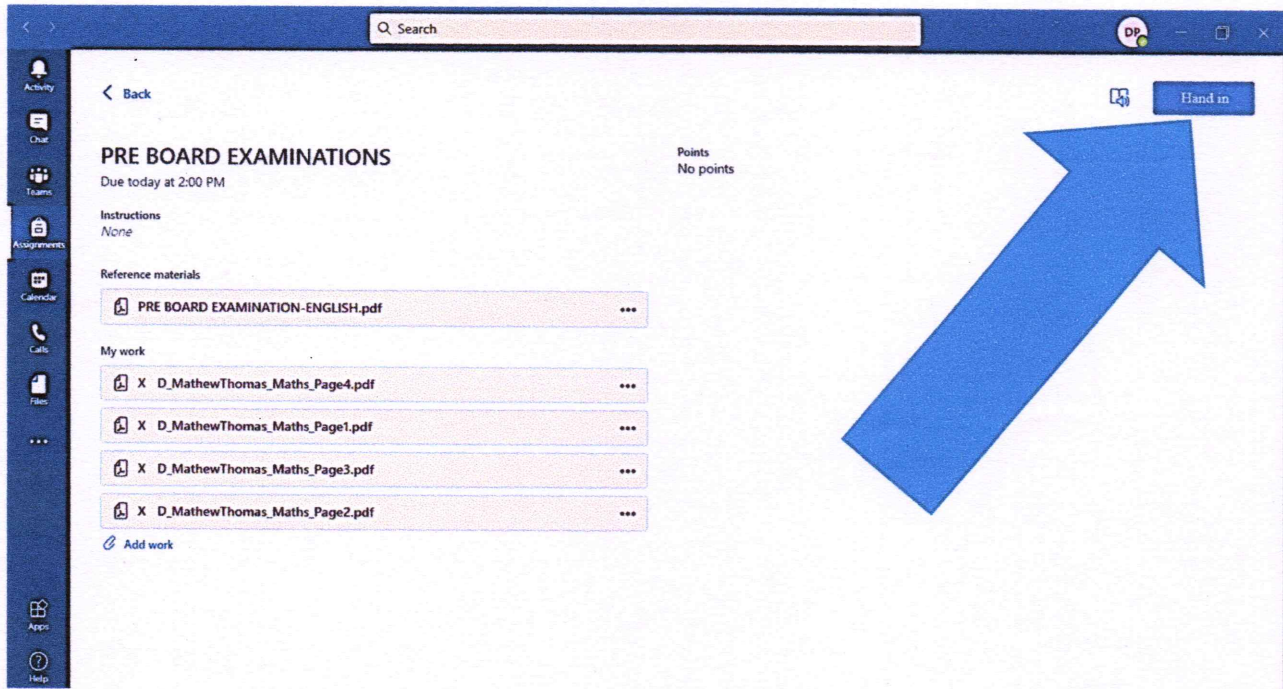 Search
DP
Activity
Chat
Teams
Assignments
Calendar
Calls
Files
Apps
Help
Back
Hand in
PRE BOARD EXAMINATIONS
Due today at 2:00 PM
Points
No points
Instructions
None
Reference materials
PRE BOARD EXAMINATION-ENGLISH.pdf
My work
X D_MathewThomas_Maths_Page4.pdf
X D_MathewThomas_Maths_Page1.pdf
X D_MathewThomas_Maths_Page3.pdf
X D_MathewThomas_Maths_Page2.pdf
Add work